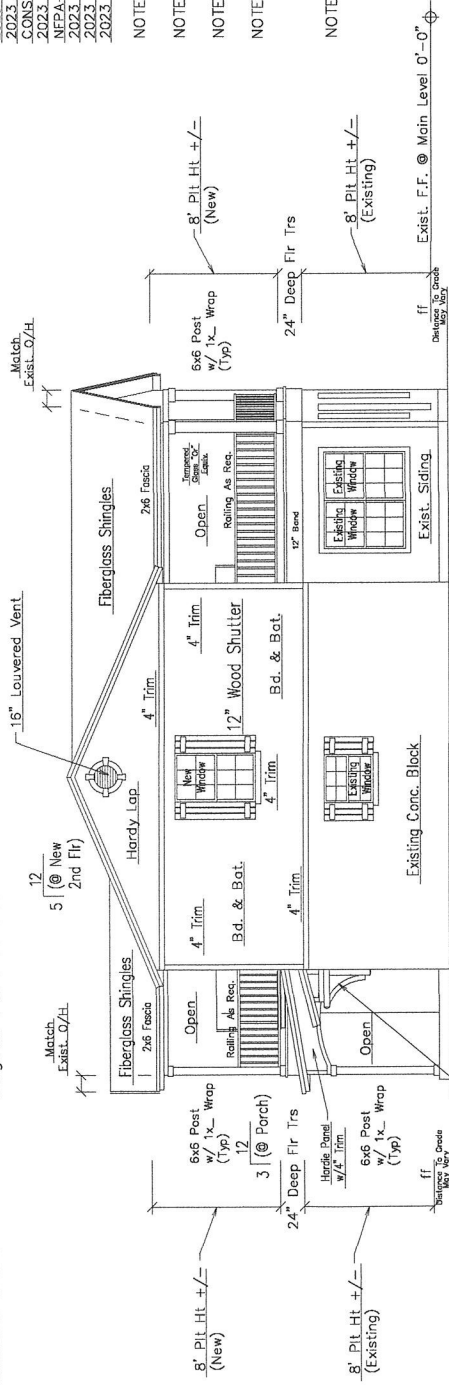 2023
CONS
2023
NFPA-
2023
2023
2023
NOTE
NOTE
NOTE
NOTE
NOTE
16" Louvered Vent
Match
Exist. O/H
12
5 (@ New
2nd Flr)
Match
Exist. O/H
Fiberglass Shingles
2x6 Fascia
Hardy Lap
4" Trim
Fiberglass Shingles
2x6 Fascia
8' Plt Ht +/-
(New)
6x6 Post
w/ 1x_ Wrap
(Typ)
12
3 (@ Porch)
Open
Railing As Req.
4" Trim
Bd. & Bat.
4" Trim
New
Window
4" Trim
12" Wood Shutter
4" Trim
Bd. & Bat.
Open
Tempered
Glass "Or"
Equiv.
Railing As Req.
6x6 Post
w/ 1x_ Wrap
(Typ)
8' Plt Ht +/-
(New)
24" Deep Flr Trs
12" Band
24" Deep Flr Trs
8' Plt Ht +/-
(Existing)
Hardie Panel
w/4" Trim
6x6 Post
w/ 1x_ Wrap
(Typ)
Open
Existing
Window
Existing Conc. Block
Existing
Window
Existing
Window
Exist. Siding
8' Plt Ht +/-
(Existing)
ff
Distance To Grade
May Vary
ff
Distance To Grade
May Vary
Exist. F.F. @ Main Level 0'-0"